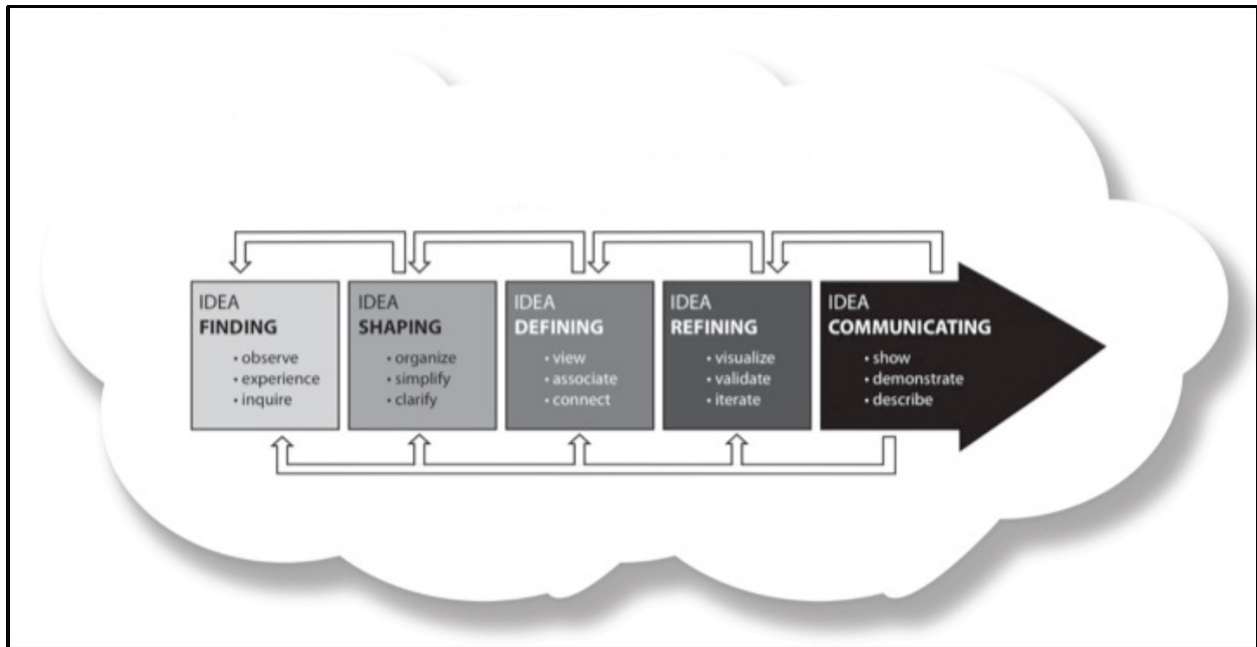 IDEA
FINDING
• observe
• experience
• inquire
IDEA
SHAPING
• organize
• simplify
• clarify
IDEA
DEFINING
• view
• associate
• connect
IDEA
REFINING
• visualize
• validate
• iterate
IDEA
COMMUNICATING
• show
• demonstrate
• describe